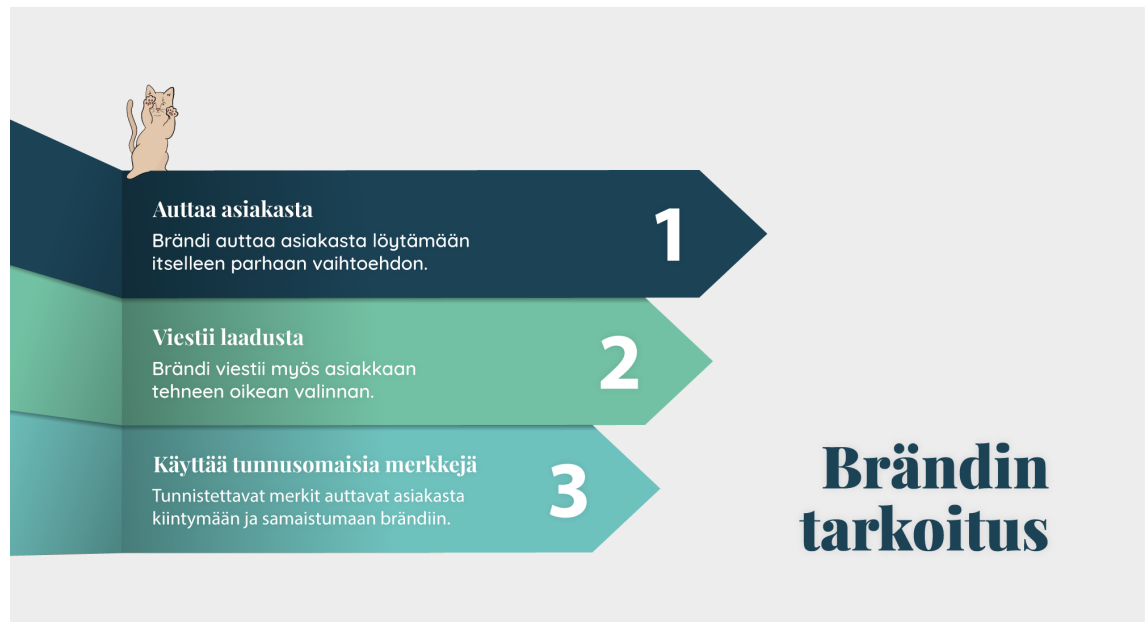 Auttaa asiakasta
Brändi auttaa asiakasta löytämään
itselleen parhaan vaihtoehdon.
1
Viestii laadusta
Brändi viestii myös asiakkaan
tehneen oikean valinnan.
2
Käyttää tunnusomaisia merkkejä
Tunnistettavat merkit auttavat asiakasta
kiintymään ja samaistumaan brändiin.
3
Brändin
tarkoitus